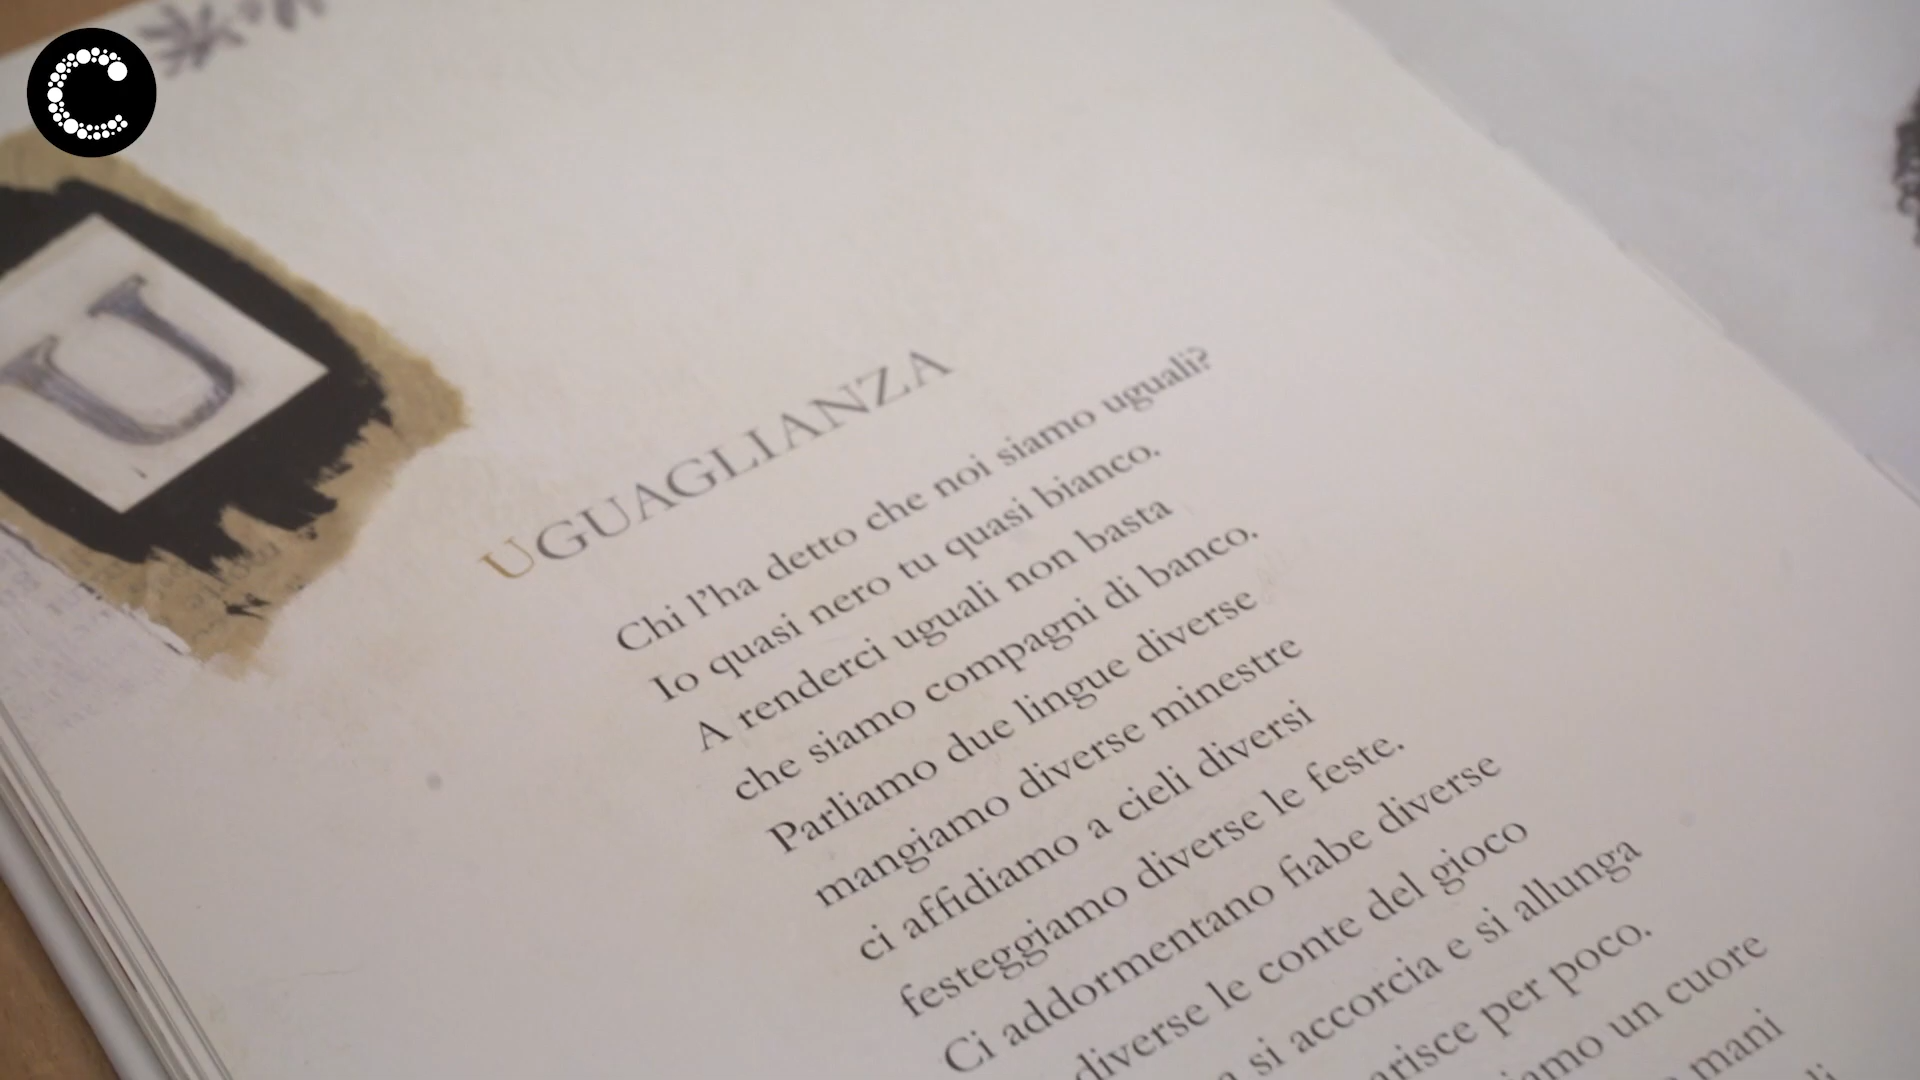 U
UGUAGLIANZA
Chi l’ha detto che noi siamo uguali?
Io quasi nero tu quasi bianco.
A renderci uguali non basta
che siamo compagni di banco.
Parliamo due lingue diverse
mangiamo diverse minestre
ci affidiamo a cieli diversi
festeggiamo diverse le feste.
Ci addormentano fiabe diverse
diverse le conte del gioco
si accorcia e si allunga
per poco.
un cuore
mani